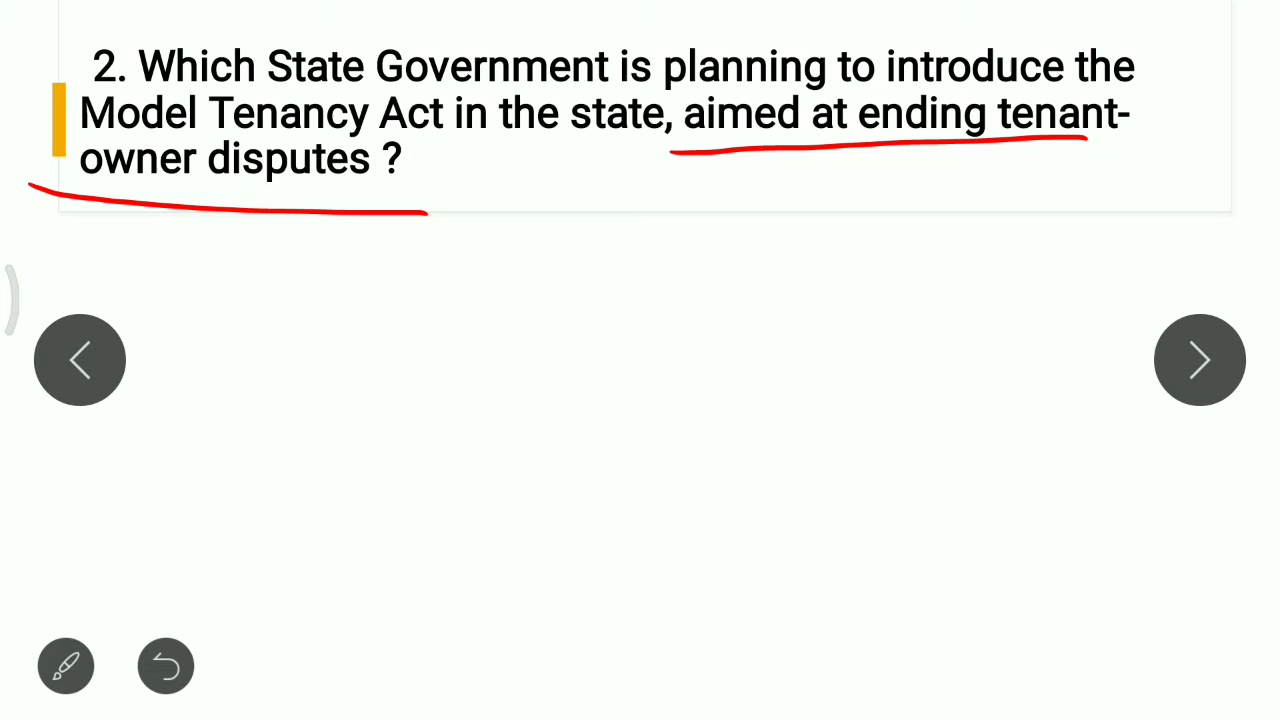 2. Which State Government is planning to introduce the
Model Tenancy Act in the state, aimed at ending tenant-
owner disputes ?